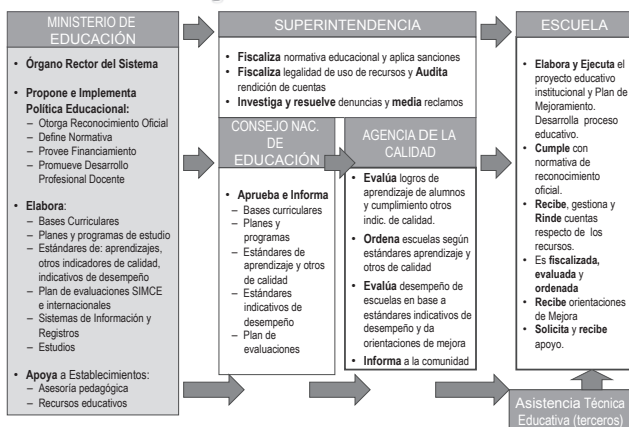 MINISTERIO DE
EDUCACIÓN
• Órgano Rector del Sistema
• Propone e Implementa
Política Educacional:
– Otorga Reconocimiento Oficial
– Define Normativa
– Provee Financiamiento
– Promueve Desarrollo
Profesional Docente
• Elabora:
– Bases Curriculares
– Planes y programas de estudio
– Estándares de: aprendizajes,
otros indicadores de calidad,
indicativos de desempeño
– Plan de evaluaciones SIMCE
e internacionales
– Sistemas de Información y
Registros
– Estudios
• Apoya a Establecimientos:
– Asesoría pedagógica
– Recursos educativos
SUPERINTENDENCIA
• Fiscaliza normativa educacional y aplica sanciones
• Fiscaliza legalidad de uso de recursos y Audita
rendición de cuentas
• Investiga y resuelve denuncias y media reclamos
CONSEJO NAC.
DE
EDUCACIÓN
• Aprueba e Informa
– Bases curriculares
– Planes y
programas
– Estándares de
aprendizaje y otros
de calidad
– Estándares
indicativos de
desempeño
– Plan de
evaluaciones
AGENCIA DE LA
CALIDAD
• Evalúa logros de
aprendizaje de alumnos
y cumplimiento otros
indic. de calidad.
• Ordena escuelas según
estándares aprendizaje y
otros de calidad
• Evalúa desempeño de
escuelas en base a
estándares indicativos de
desempeño y da
orientaciones de mejora
• Informa a la comunidad
ESCUELA
• Elabora y Ejecuta el
proyecto educativo
institucional y Plan de
Mejoramiento.
Desarrolla proceso
educativo.
• Cumple con
normativa de
reconocimiento
oficial.
• Recibe, gestiona y
Rinde cuentas
respecto de los
recursos.
• Es fiscalizada,
evaluada y
ordenada
• Recibe orientaciones
de Mejora
• Solicita y recibe
apoyo.
Asistencia Técnica
Educativa (terceros)